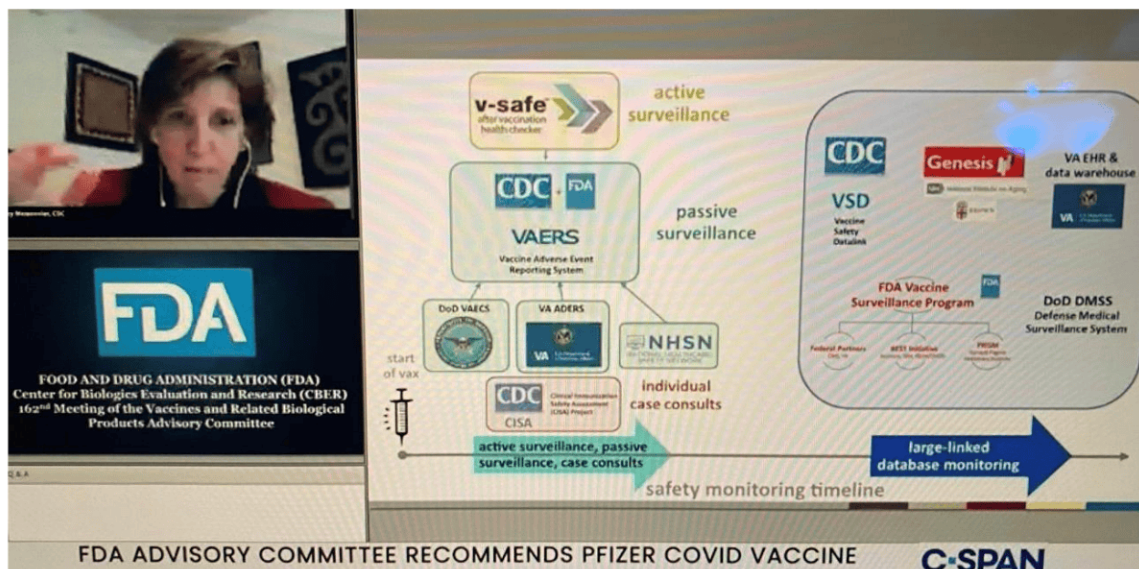 CDC
FDA
FOOD AND DRUG ADMINISTRATION (FDA)
Center for Biologics Evaluation and Research (CBER)
162nd Meeting of the Vaccines and Related Biological
Products Advisory Committee
Q & A
v-safe
after vaccination
health checker
active
surveillance
CDC + FDA
VAERS
Vaccine Adverse Event
Reporting System
passive
surveillance
DoD VAECS
VA ADERS
VA
NHSN
start
of vax
CDC
CISA
Clinical Immunization
Safety Assessment
(CISA) Project
individual
case consults
active surveillance, passive
surveillance, case consults
safety monitoring timeline
CDC
VSD
Vaccine
Safety
Datalink
Genesis
VA EHR &
data warehouse
VA
FDA Vaccine
Surveillance Program
FDA
Federal Partners
BEST Initiative
PRISM
DoD DMSS
Defense Medical
Surveillance System
large-linked
database monitoring
FDA ADVISORY COMMITTEE RECOMMENDS PFIZER COVID VACCINE
C-SPAN